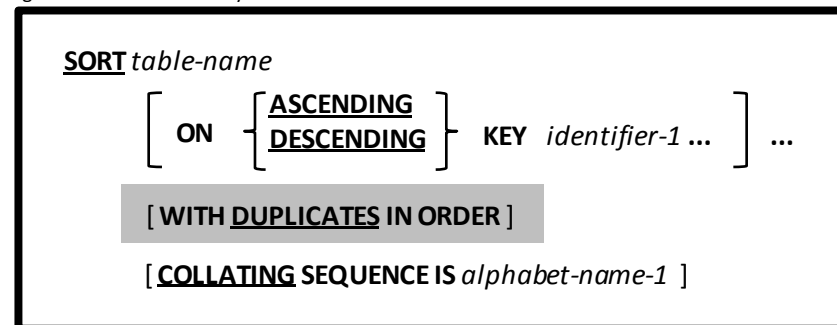 SORT table-name
ASCENDING
ON DESCENDING KEY identifier-1 ... ...
[ WITH DUPLICATES IN ORDER ]
[ COLLATING SEQUENCE IS alphabet-name-1 ]